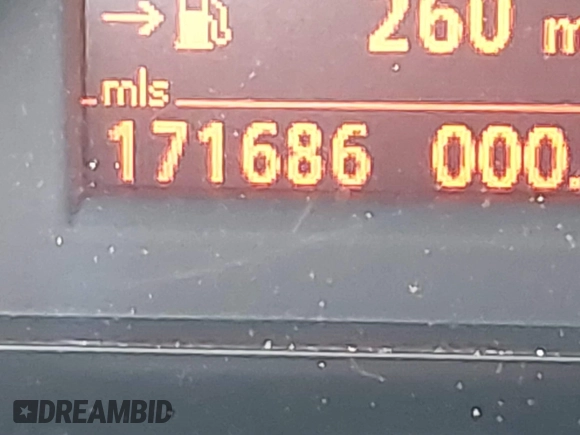 260 m
mls
171686 000.
DREAMBID